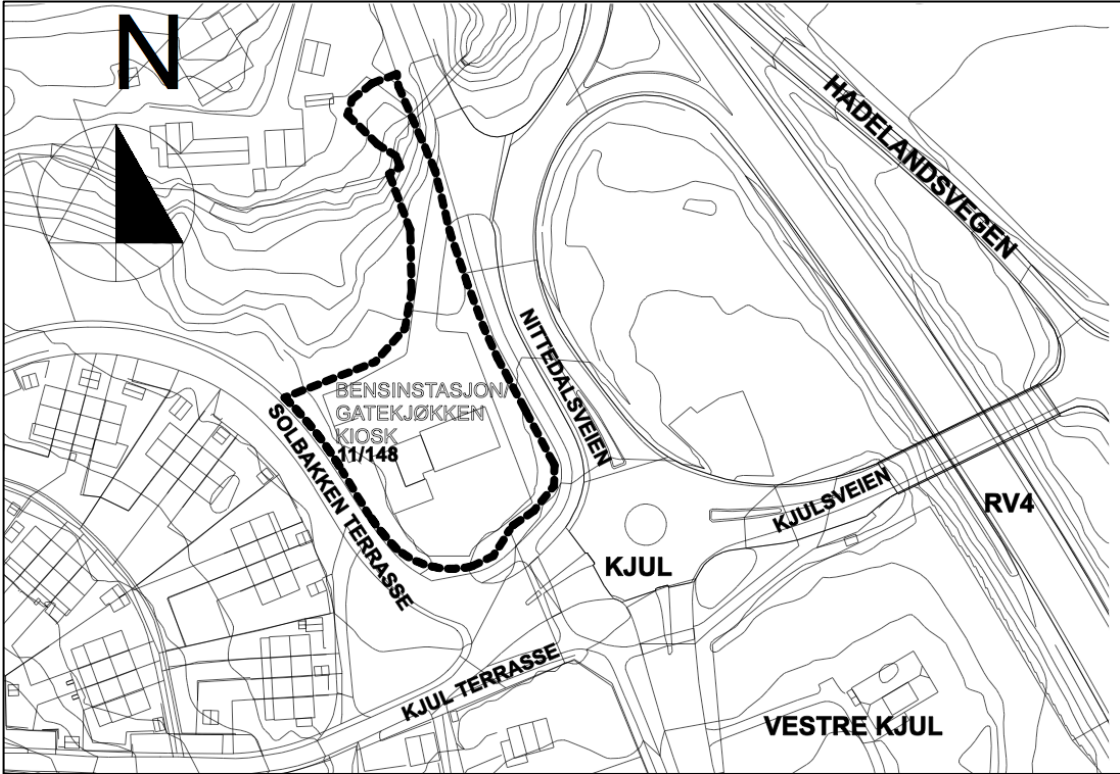 N
HADELANDSVEGEN
NITTEDALSVEIEN
BENSINSTASJON/
GATEKJØKKEN
KIOSK
11/148
SOLBAKKEN TERRASSE
KJULSVEIEN
RV4
KJUL
KJUL TERRASSE
VESTRE KJUL